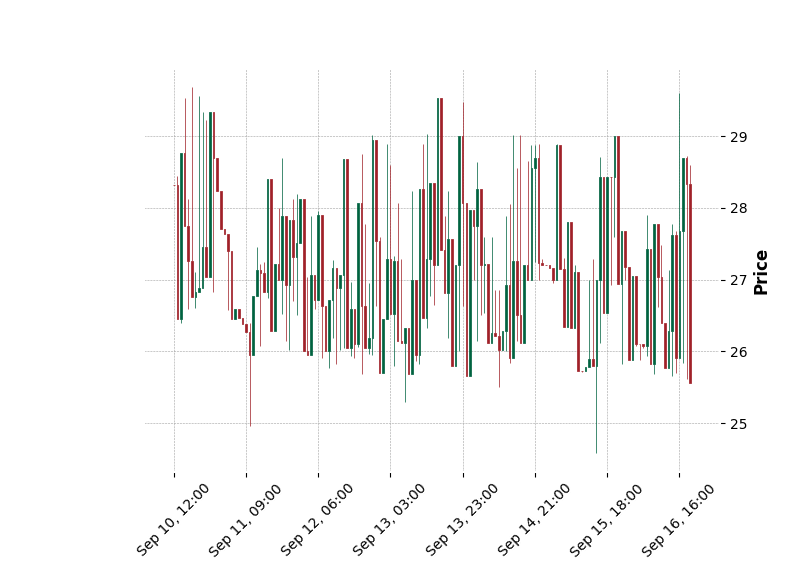 29
28
27
26
25
Price
Sep 10, 12:00
Sep 11, 09:00
Sep 12, 06:00
Sep 13, 03:00
Sep 13, 23:00
Sep 14, 21:00
Sep 15, 18:00
Sep 16, 16:00